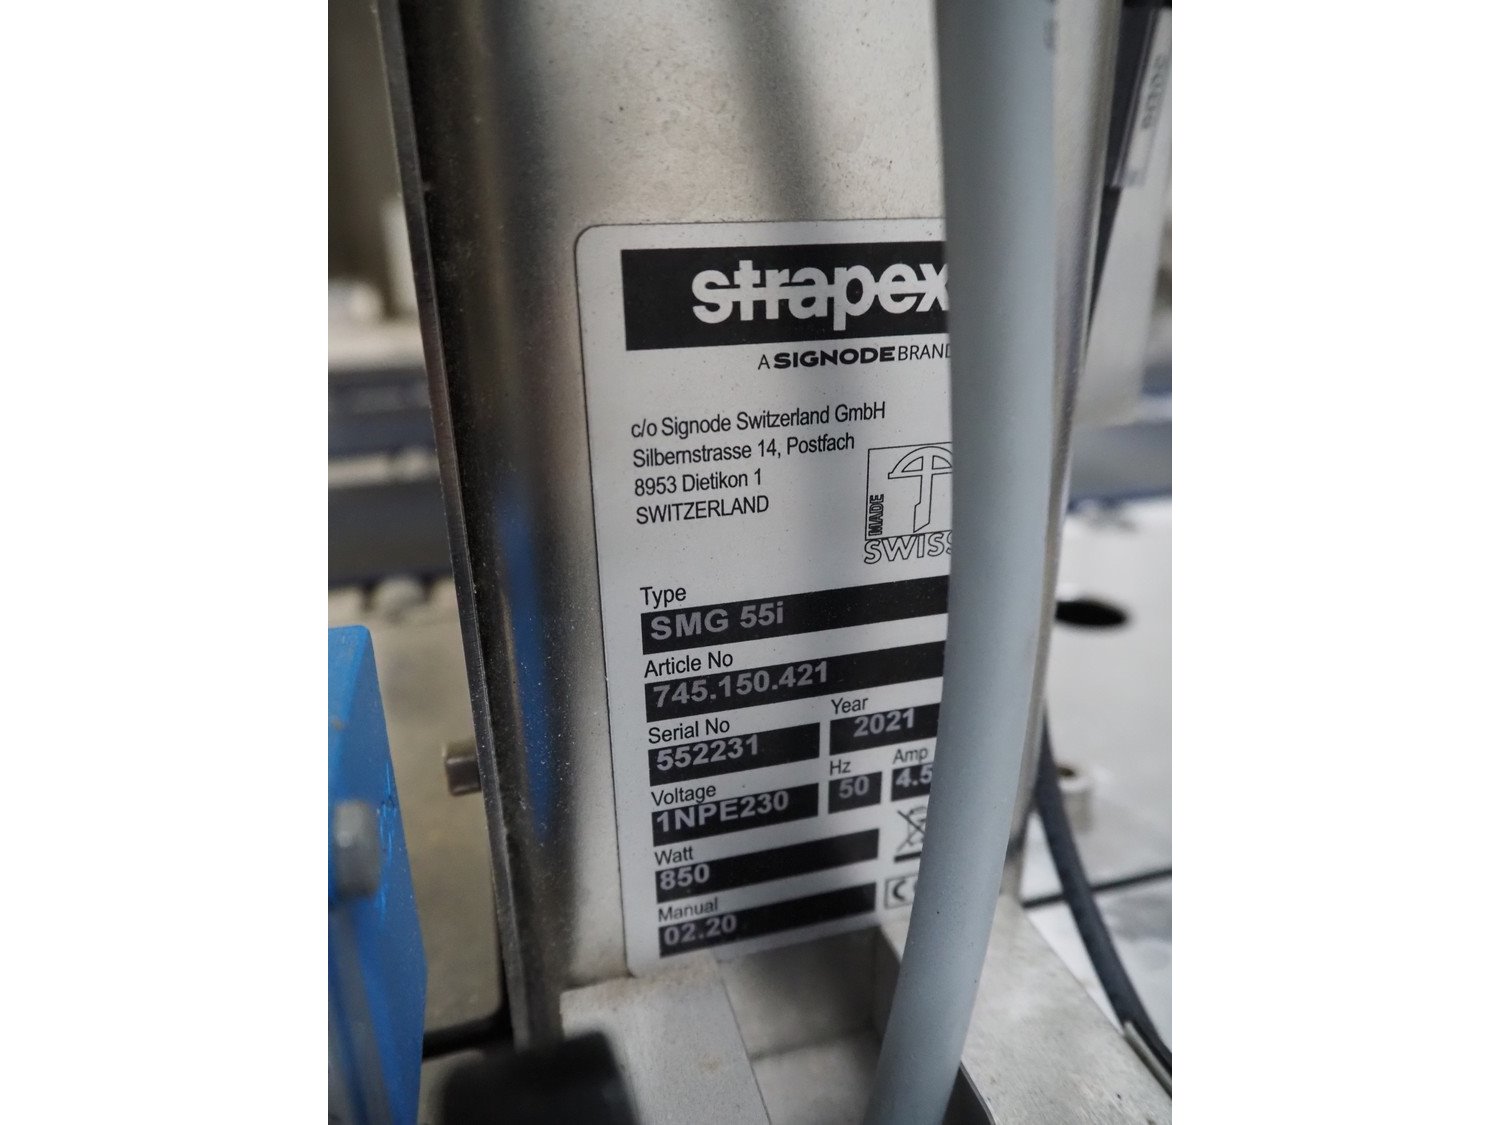 strapex
A SIGNODE BRAND
c/o Signode Switzerland GmbH
Silbernstrasse 14, Postfach
8953 Dietikon 1
SWITZERLAND
MADE
SWISS
Type
SMG 55i
Article No
745.150.421
Serial No Year
552231 2021
Voltage Hz Amp
1NPE230 50 4.5
Watt
850
Manual
02.20